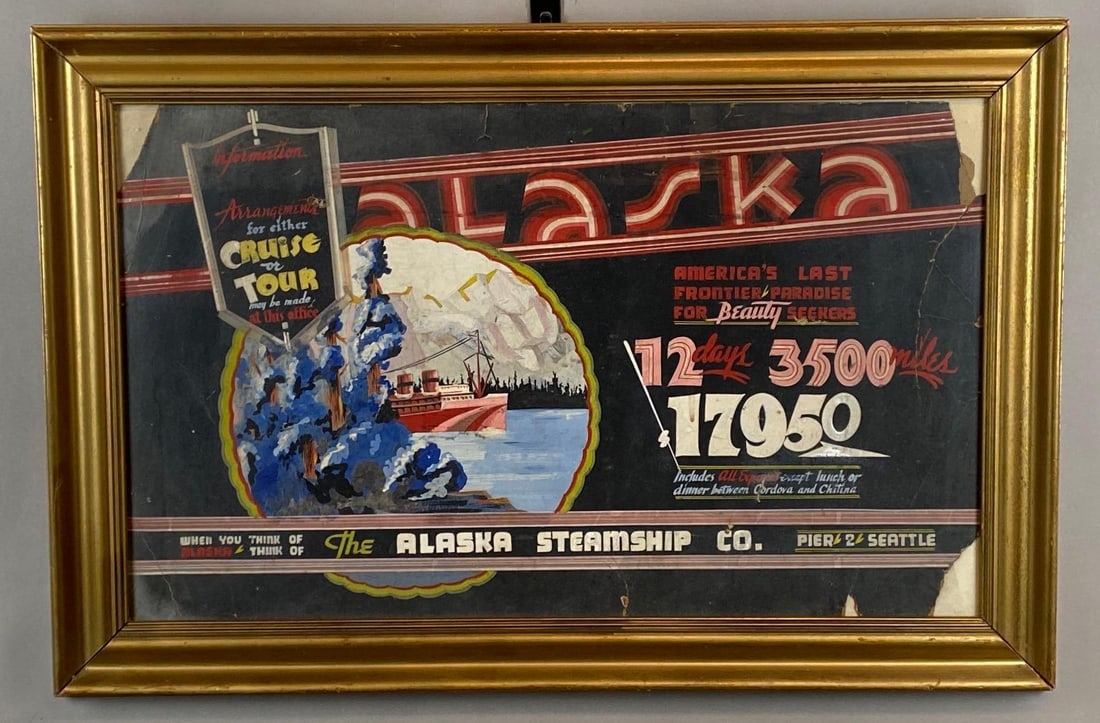 Information
Arrangements
for either
CRUISE
or
TOUR
may be made
at this office
ALASKA
AMERICA'S LAST
FRONTIER PARADISE
FOR Beauty SEEKERS
12 days 3500 miles
$17950
Includes all Expenses except lunch or
dinner between Cordova and Chitina
WHEN YOU THINK OF
ALASKA THINK OF
The ALASKA STEAMSHIP CO.
PIER 2 SEATTLE